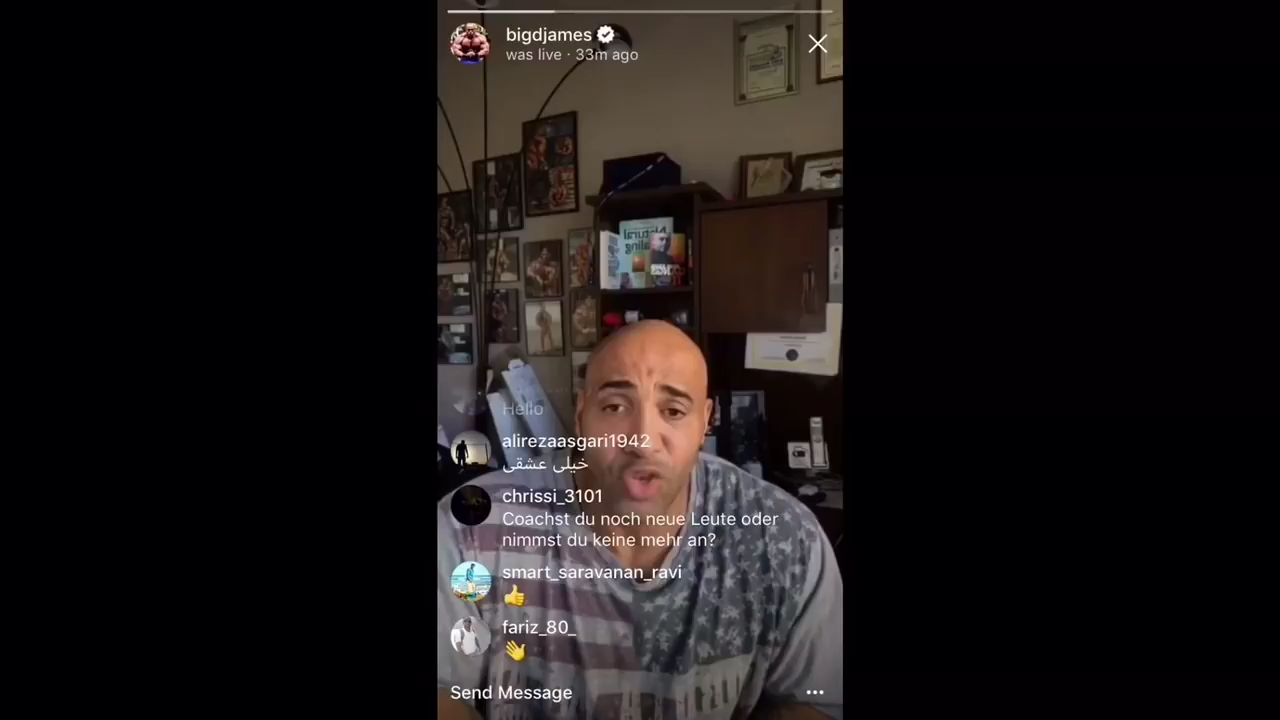 bigdjames
was live · 33m ago
Natural
Hello
alirezaasgari1942
خیلی عشقی
chrissi_3101
Coachst du noch neue Leute oder
nimmst du keine mehr an?
smart_saravanan_ravi
👍
fariz_80_
👋
Send Message